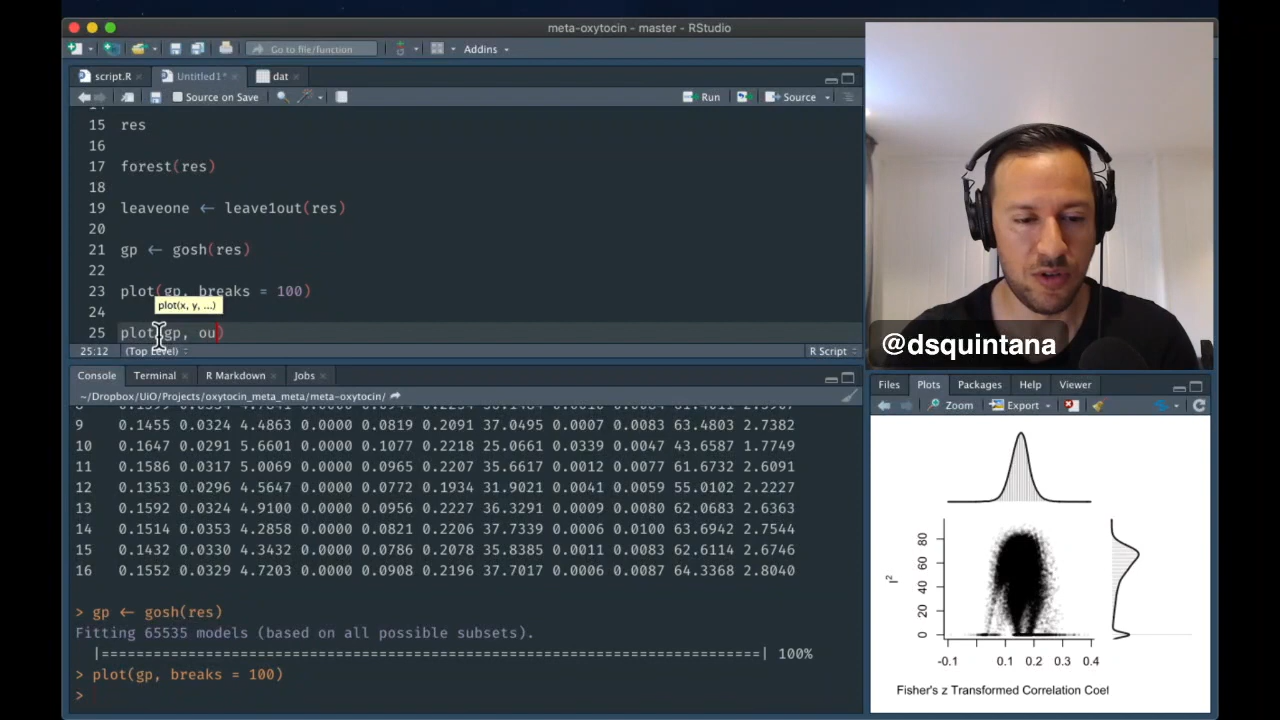 meta-oxytocin - master - RStudio
Go to file/function
Addins
script.R
Untitled1*
dat
Source on Save
Run
Source
15 res
16
17 forest(res)
18
19 leaveone ← leave1out(res)
20
21 gp ← gosh(res)
22
23 plot(gp, breaks = 100)
plot(x, y, ...)
24
25 plot(gp, ou)
25:12 (Top Level)
R Script
@dsquintana
Console
Terminal
R Markdown
Jobs
~/Dropbox/UiO/Projects/oxytocin_meta_meta/meta-oxytocin/
9 0.1455 0.0324 4.4863 0.0000 0.0819 0.2091 37.0495 0.0007 0.0083 63.4803 2.7382
10 0.1647 0.0291 5.6601 0.0000 0.1077 0.2218 25.0661 0.0339 0.0047 43.6587 1.7749
11 0.1586 0.0317 5.0069 0.0000 0.0965 0.2207 35.6617 0.0012 0.0077 61.6732 2.6091
12 0.1353 0.0296 4.5647 0.0000 0.0772 0.1934 31.9021 0.0041 0.0059 55.0102 2.2227
13 0.1592 0.0324 4.9100 0.0000 0.0956 0.2227 36.3291 0.0009 0.0080 62.0683 2.6363
14 0.1514 0.0353 4.2858 0.0000 0.0821 0.2206 37.7339 0.0006 0.0100 63.6942 2.7544
15 0.1432 0.0330 4.3432 0.0000 0.0786 0.2078 35.8385 0.0011 0.0083 62.6114 2.6746
16 0.1552 0.0329 4.7203 0.0000 0.0908 0.2196 37.7017 0.0006 0.0087 64.3368 2.8040
> gp ← gosh(res)
Fitting 65535 models (based on all possible subsets).
|==========================================================================| 100%
> plot(gp, breaks = 100)
>
Files
Plots
Packages
Help
Viewer
Zoom
Export
I²
80
60
40
20
0
-0.1 0.1 0.2 0.3 0.4
Fisher's z Transformed Correlation Coef